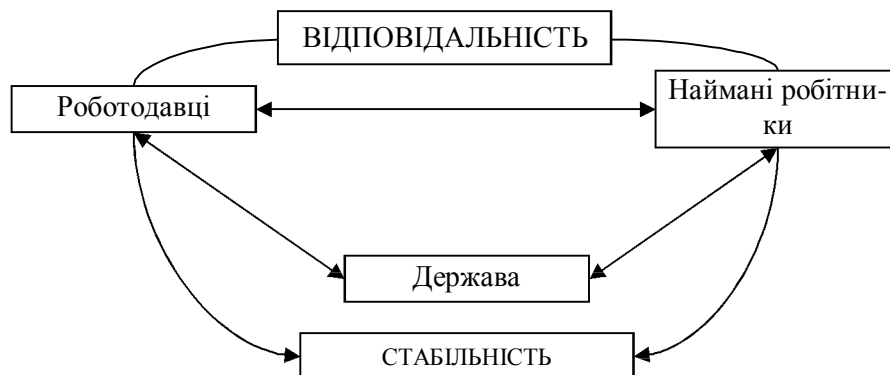 ВІДПОВІДАЛЬНІСТЬ
Роботодавці
Наймані робітни-
ки
Держава
СТАБІЛЬНІСТЬ